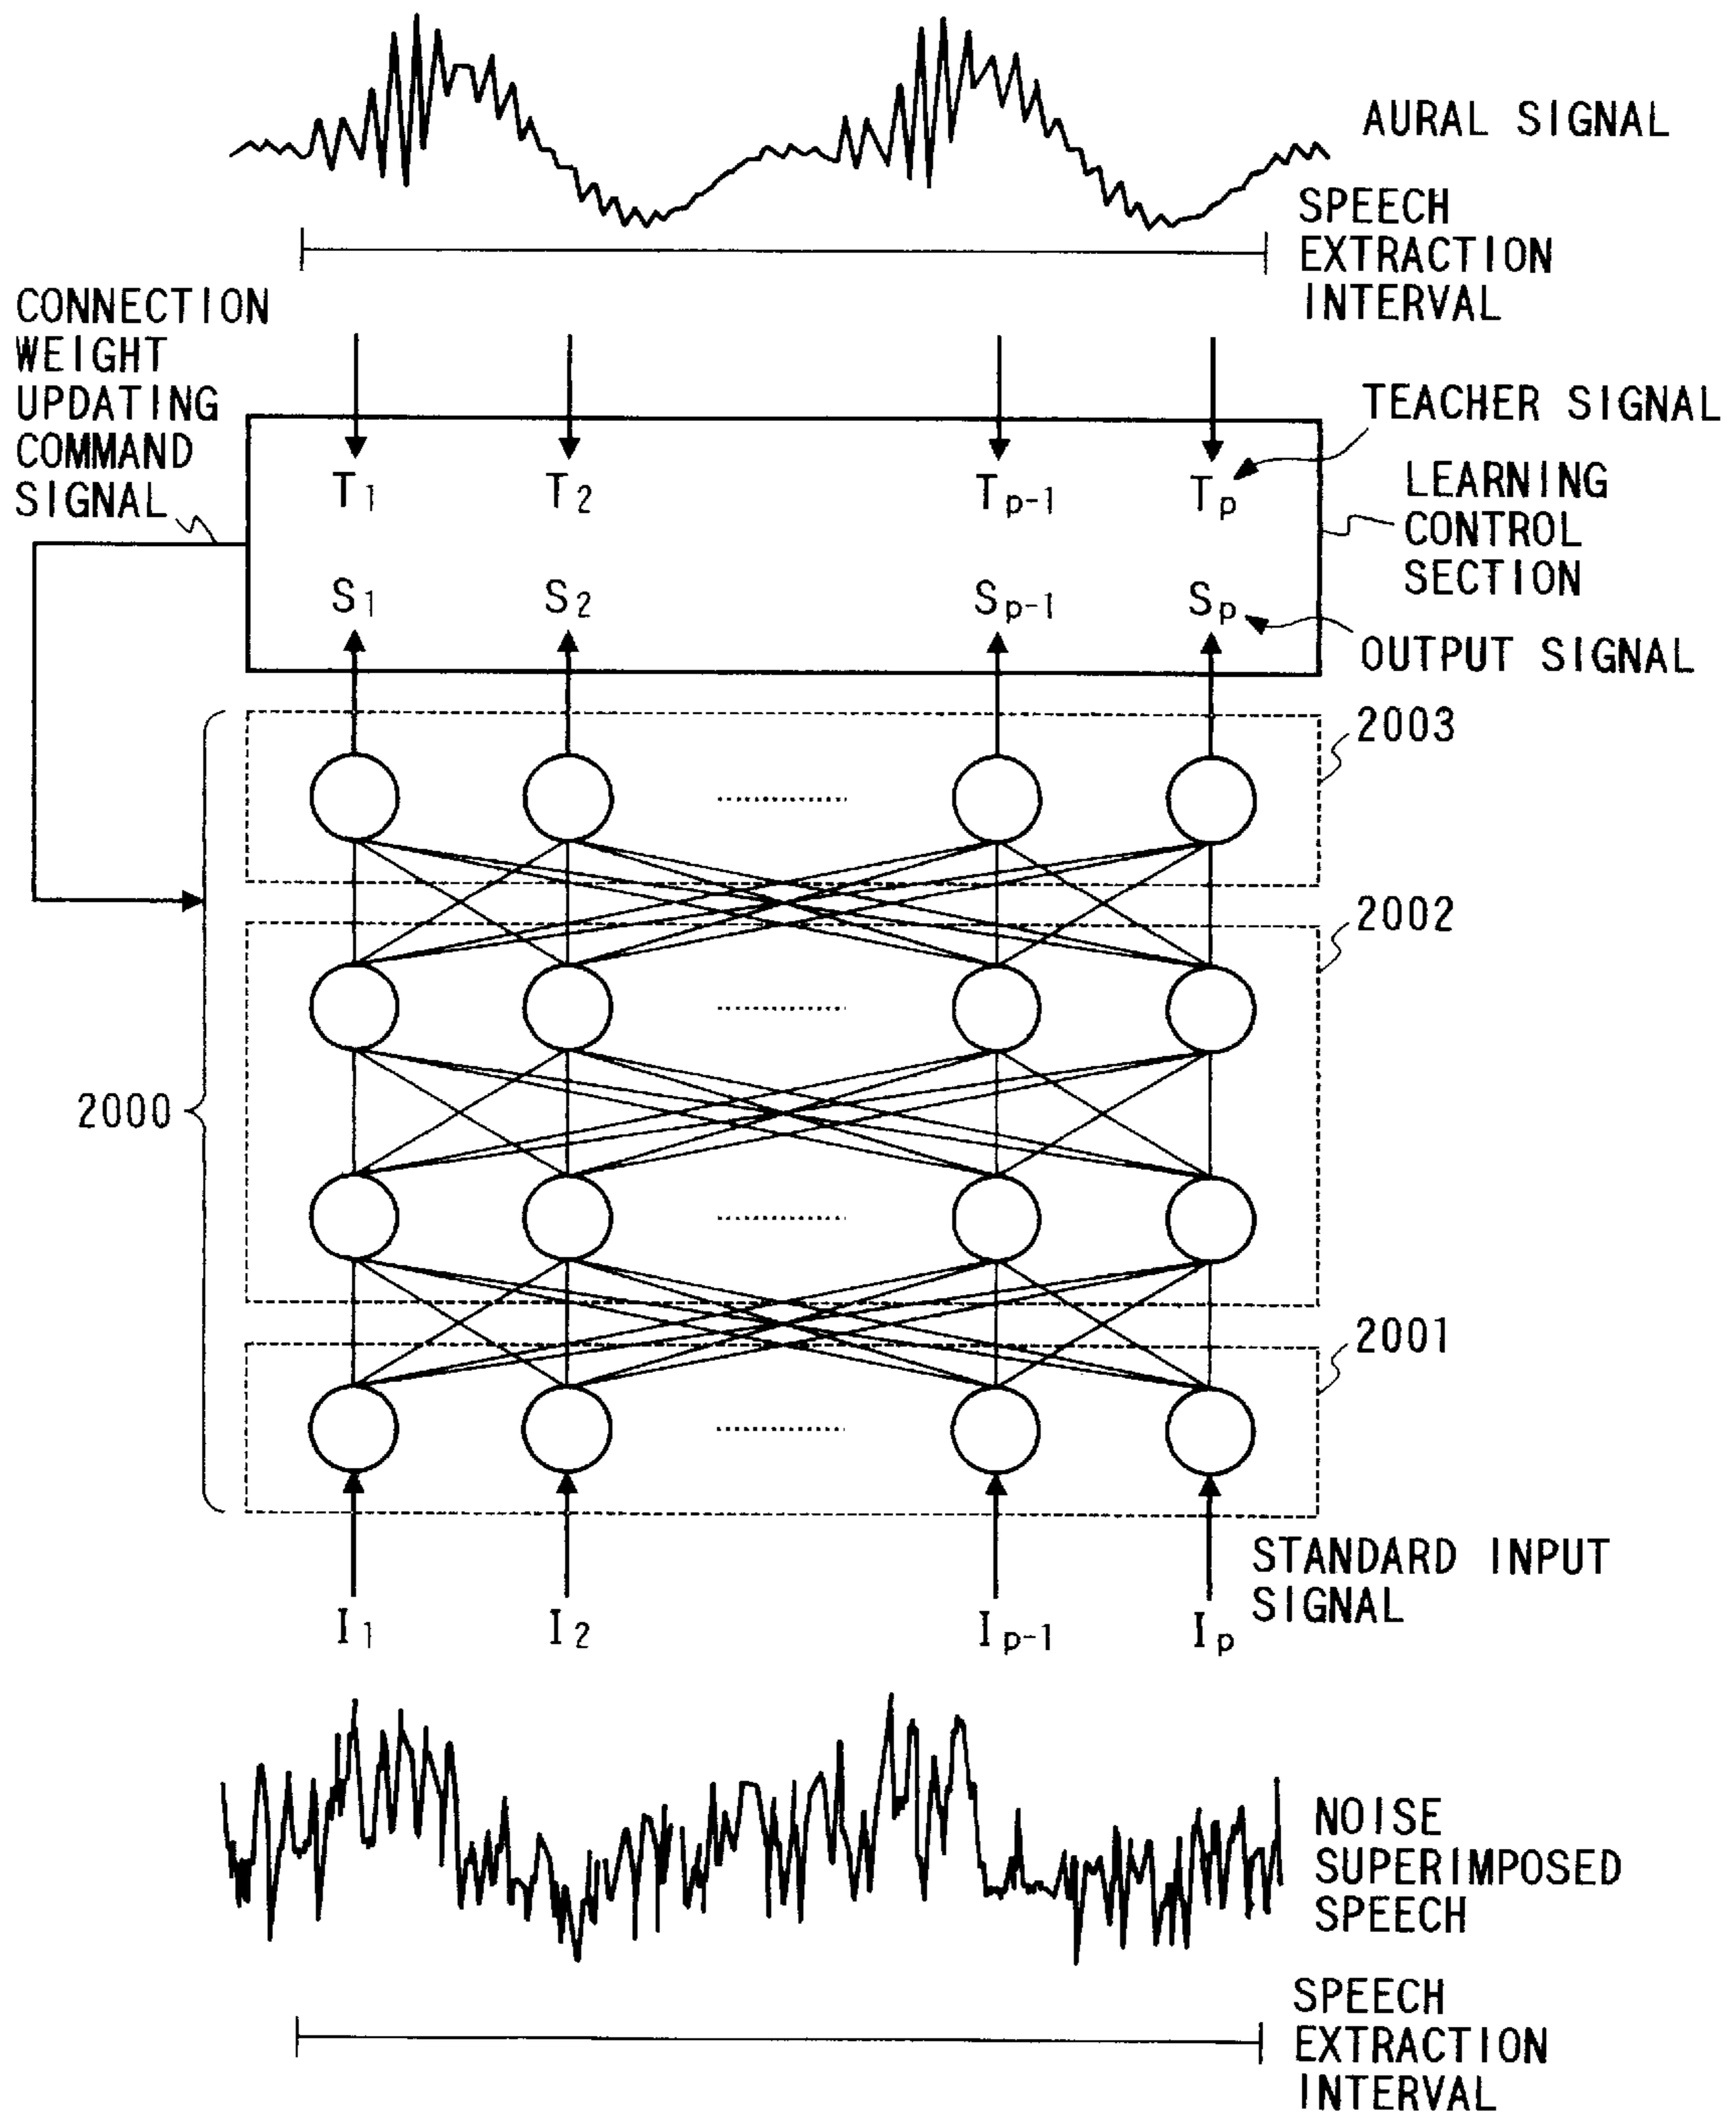 AURAL SIGNAL
SPEECH
EXTRACTION
INTERVAL
CONNECTION
WEIGHT
UPDATING
COMMAND
SIGNAL
TEACHER SIGNAL
T1 T2 Tp-1 Tp
LEARNING
CONTROL
SECTION
S1 S2 Sp-1 Sp
OUTPUT SIGNAL
2003
2002
2000
2001
STANDARD INPUT
SIGNAL
I1 I2 Ip-1 Ip
NOISE
SUPERIMPOSED
SPEECH
SPEECH
EXTRACTION
INTERVAL